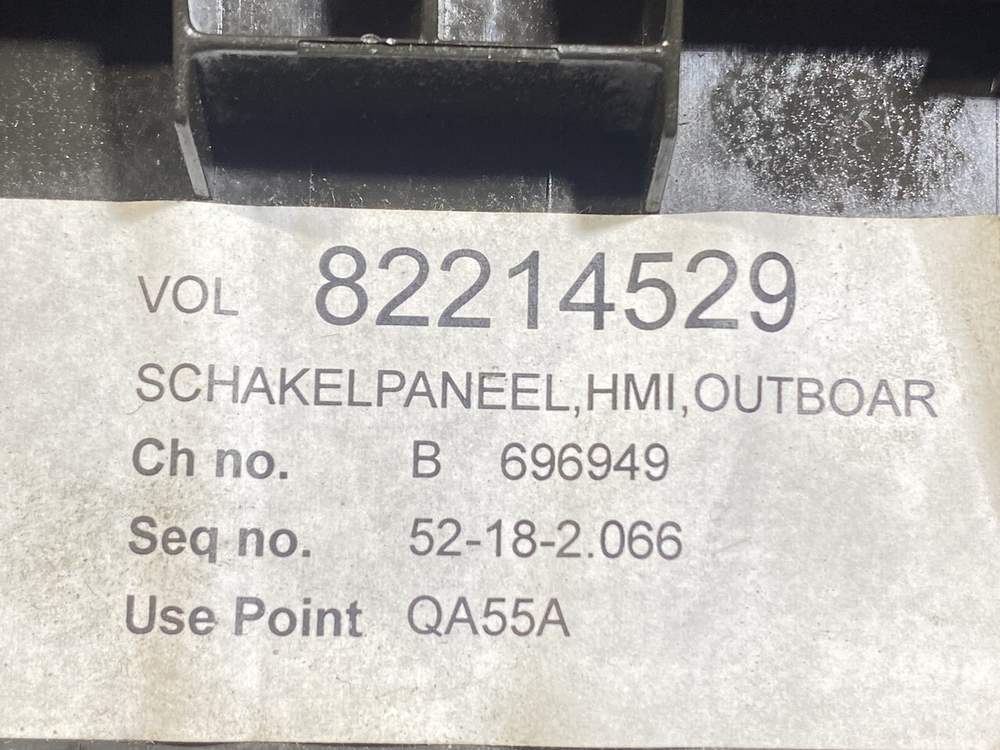 VOL 82214529
SCHAKELPANEEL,HMI,OUTBOAR
Ch no. B 696949
Seq no. 52-18-2.066
Use Point QA55A